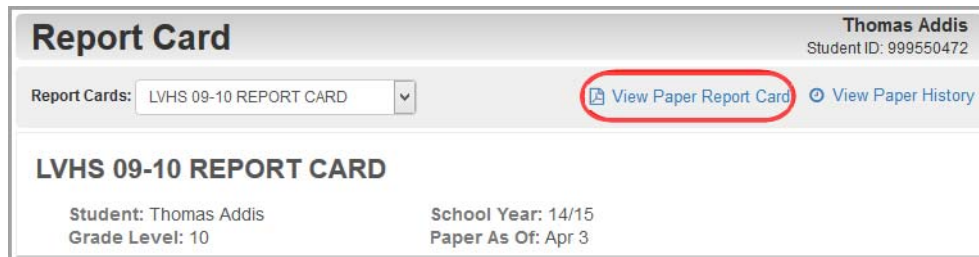 Report Card
Thomas Addis
Student ID: 999550472
Report Cards: LVHS 09-10 REPORT CARD
View Paper Report Card
View Paper History
LVHS 09-10 REPORT CARD
Student: Thomas Addis
School Year: 14/15
Grade Level: 10
Paper As Of: Apr 3